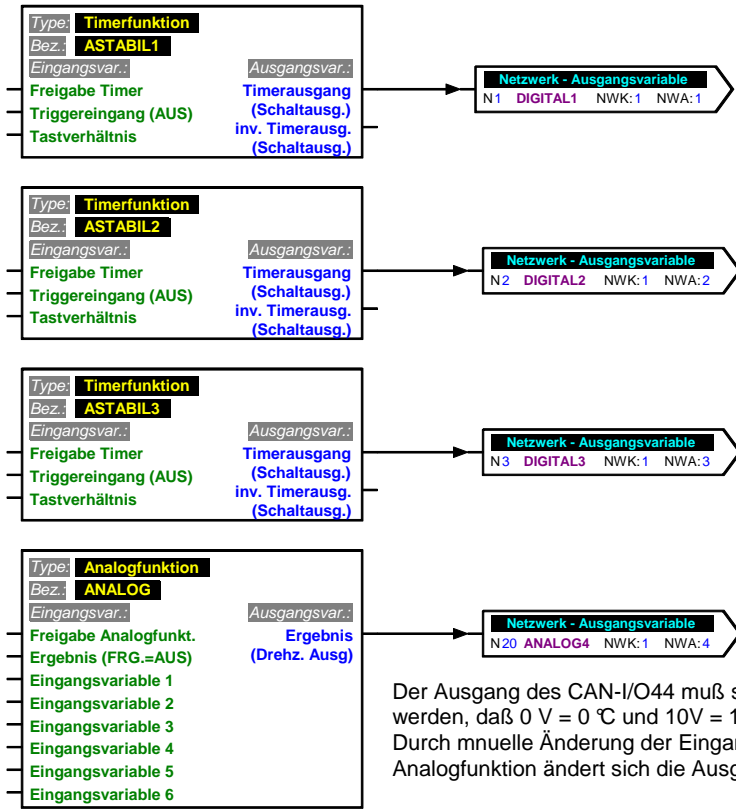 Type: Timerfunktion
Bez.: ASTABIL1
Eingangsvar.: Ausgangsvar.:
Freigabe Timer Timerausgang
Triggereingang (AUS) (Schaltausg.)
Tastverhältnis inv. Timerausg.
(Schaltausg.)
Netzwerk - Ausgangsvariable
N1 DIGITAL1 NWK:1 NWA:1
Type: Timerfunktion
Bez.: ASTABIL2
Eingangsvar.: Ausgangsvar.:
Freigabe Timer Timerausgang
Triggereingang (AUS) (Schaltausg.)
Tastverhältnis inv. Timerausg.
(Schaltausg.)
Netzwerk - Ausgangsvariable
N2 DIGITAL2 NWK:1 NWA:2
Type: Timerfunktion
Bez.: ASTABIL3
Eingangsvar.: Ausgangsvar.:
Freigabe Timer Timerausgang
Triggereingang (AUS) (Schaltausg.)
Tastverhältnis inv. Timerausg.
(Schaltausg.)
Netzwerk - Ausgangsvariable
N3 DIGITAL3 NWK:1 NWA:3
Type: Analogfunktion
Bez.: ANALOG
Eingangsvar.: Ausgangsvar.:
Freigabe Analogfunkt. Ergebnis
Ergebnis (FRG.=AUS) (Drehz. Ausg)
Eingangsvariable 1
Eingangsvariable 2
Eingangsvariable 3
Eingangsvariable 4
Eingangsvariable 5
Eingangsvariable 6
Netzwerk - Ausgangsvariable
N20 ANALOG4 NWK:1 NWA:4
Der Ausgang des CAN-I/O44 muß
werden, daß 0 V = 0 °C und 10V =
Durch mnuelle Änderung der
Analogfunktion ändert sich die